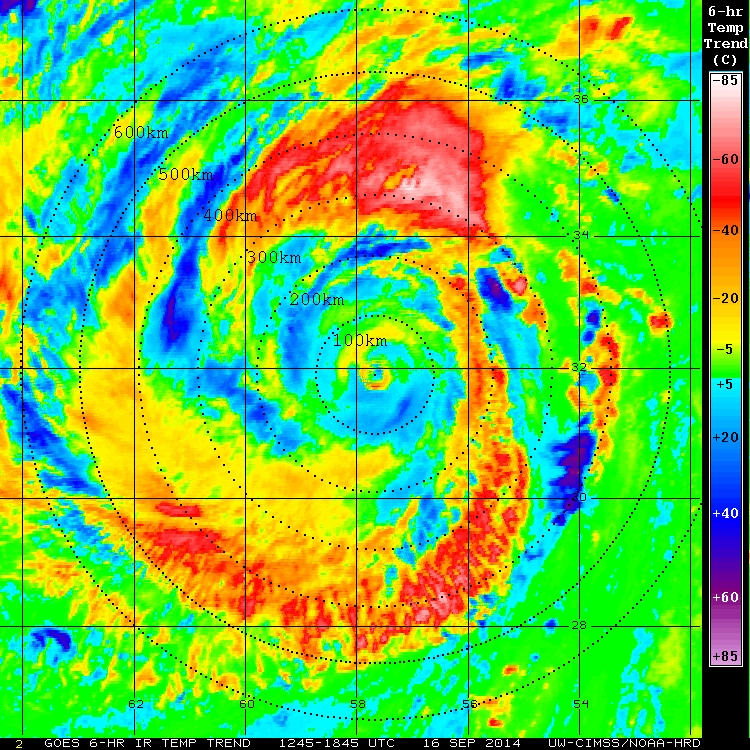 6-hr
Temp
Trend
(C)
-85
-60
-40
-20
-5
+5
+20
+40
+60
+85
36
600km
500km
400km
34
300km
200km
100km
32
30
28
62
60
58
56
54
2 GOES 6-HR IR TEMP TREND 1245-1845 UTC 16 SEP 2014 UW-CIMSS/NOAA-HRD